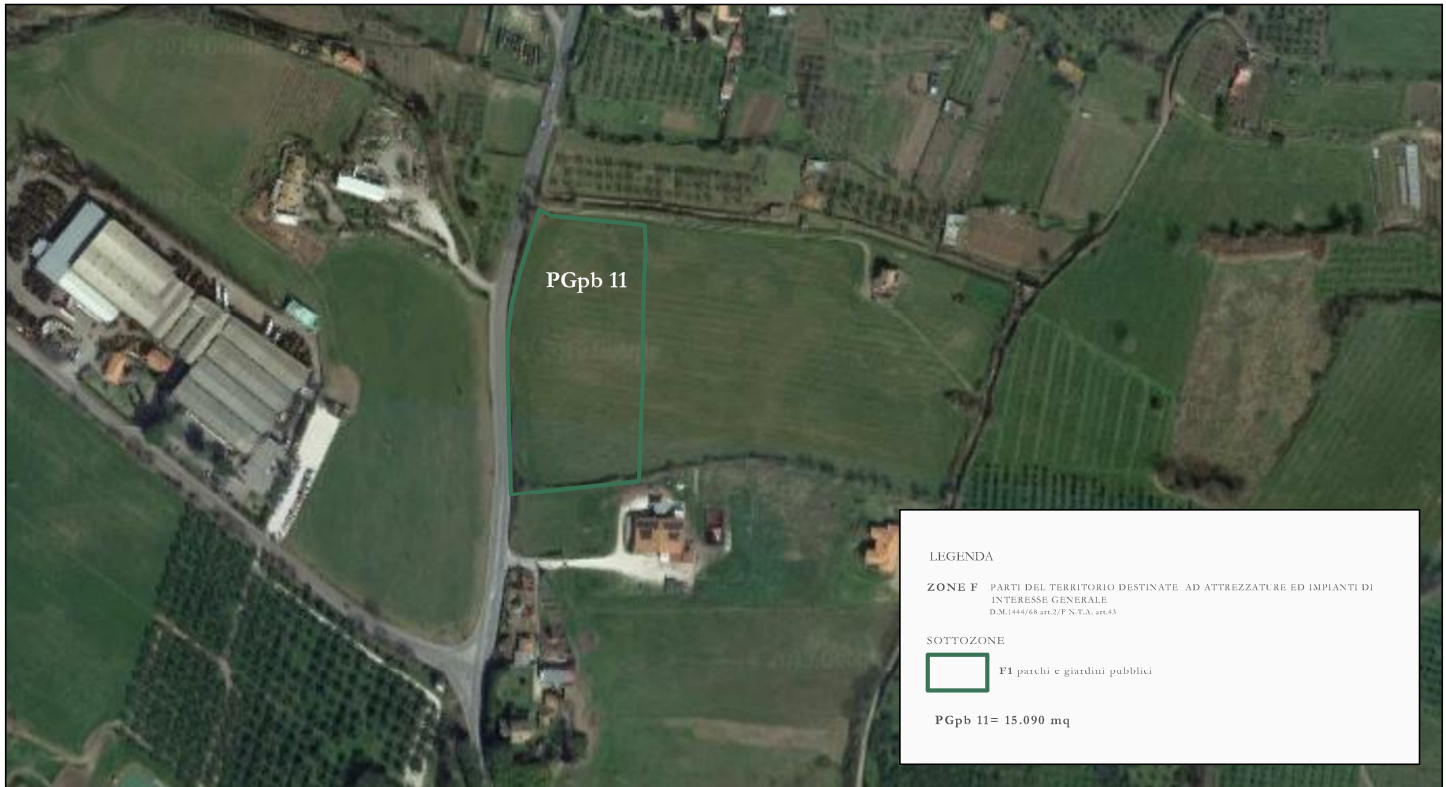 PGpb 11
LEGENDA
ZONE F PARTI DEL TERRITORIO DESTINATE AD ATTREZZATURE ED IMPIANTI DI
INTERESSE GENERALE
D.M.1444/68 art.2/F N.T.A. art.43
SOTTOZONE
F1 parchi e giardini pubblici
PGpb 11= 15.090 mq